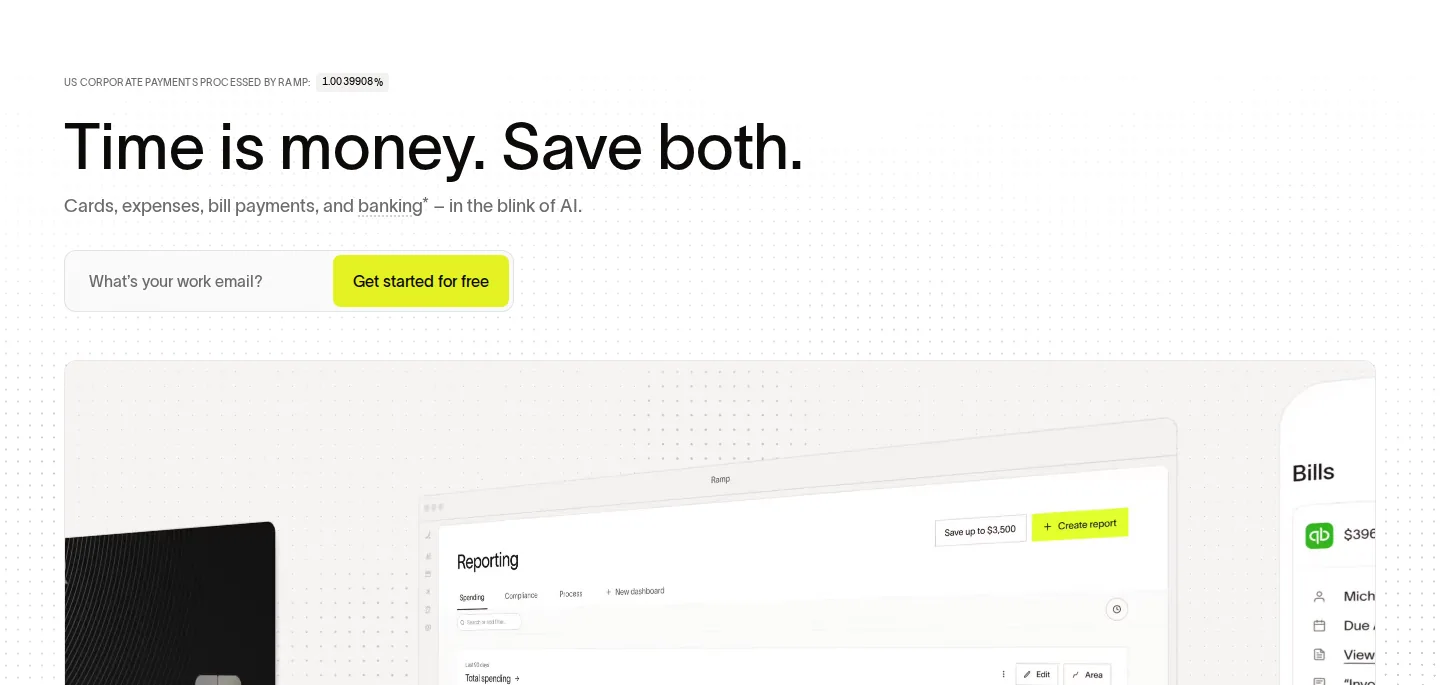 US CORPORATE PAYMENTS PROCESSED BY RAMP: 1.0039908%
Time is money. Save both.
Cards, expenses, bill payments, and banking* – in the blink of AI.
What's your work email?
Get started for free
Ramp
Save up to $3,500
+ Create report
Reporting
Spending Compliance Process + New dashboard
Total spending →
Edit
Area
Bills
qb $396
Mich
Due
View
"Invo